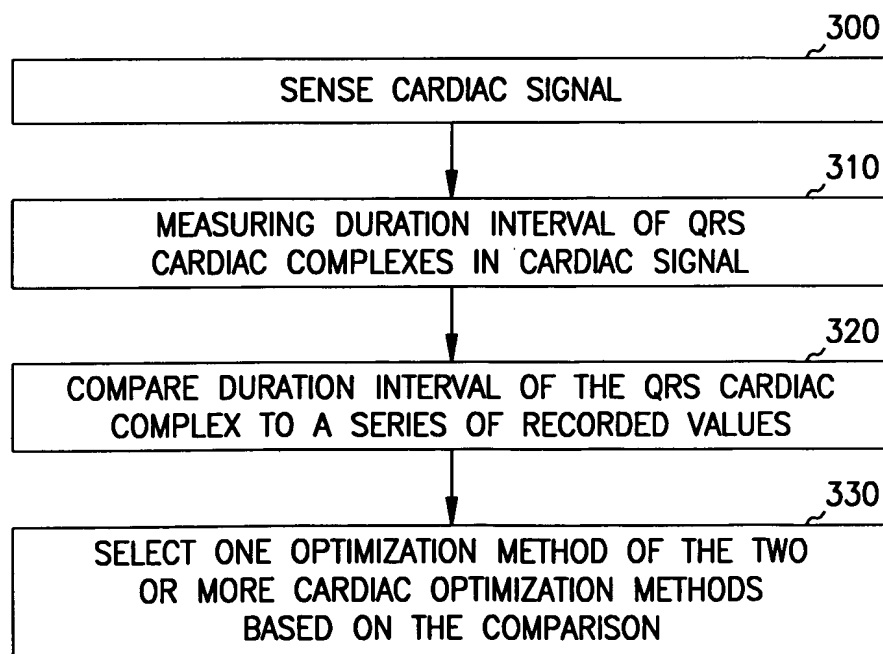 300
SENSE CARDIAC SIGNAL
310
MEASURING DURATION INTERVAL OF QRS
CARDIAC COMPLEXES IN CARDIAC SIGNAL
320
COMPARE DURATION INTERVAL OF THE QRS CARDIAC
COMPLEX TO A SERIES OF RECORDED VALUES
330
SELECT ONE OPTIMIZATION METHOD OF THE TWO
OR MORE CARDIAC OPTIMIZATION METHODS
BASED ON THE COMPARISON